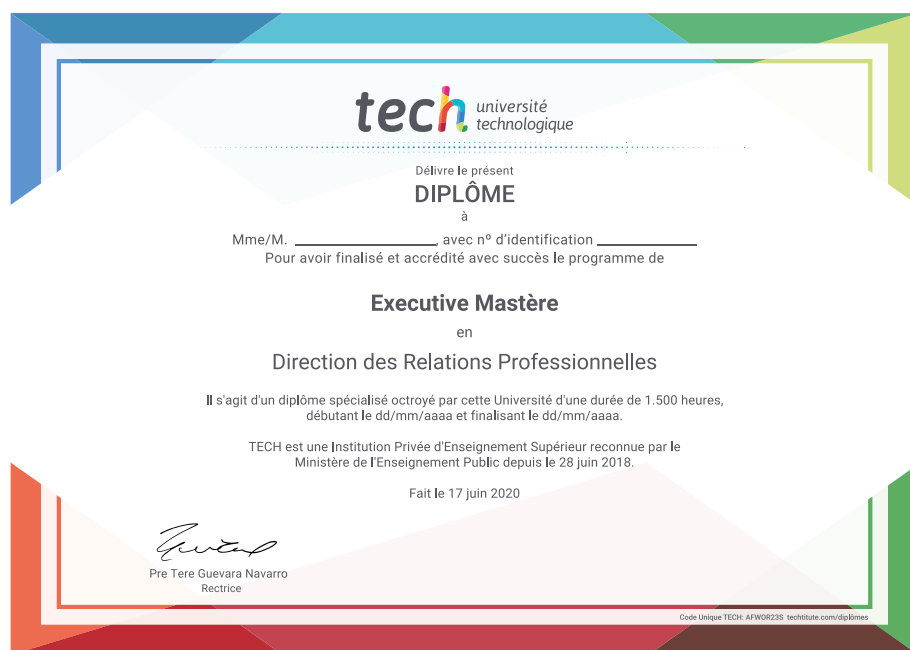 tech université
technologique
Délivre le présent
DIPLÔME
à
Mme/M. ____________________, avec nº d'identification ______________
Pour avoir finalisé et accrédité avec succès le programme de
Executive Mastère
en
Direction des Relations Professionnelles
Il s'agit d'un diplôme spécialisé octroyé par cette Université d'une durée de 1.500 heures,
débutant le dd/mm/aaaa et finalisant le dd/mm/aaaa.
TECH est une Institution Privée d'Enseignement Supérieur reconnue par le
Ministère de l'Enseignement Public depuis le 28 juin 2018.
Fait le 17 juin 2020
Pre Tere Guevara Navarro
Rectrice
Code Unique TECH: AFWOR23S techtitute.com/diplômes